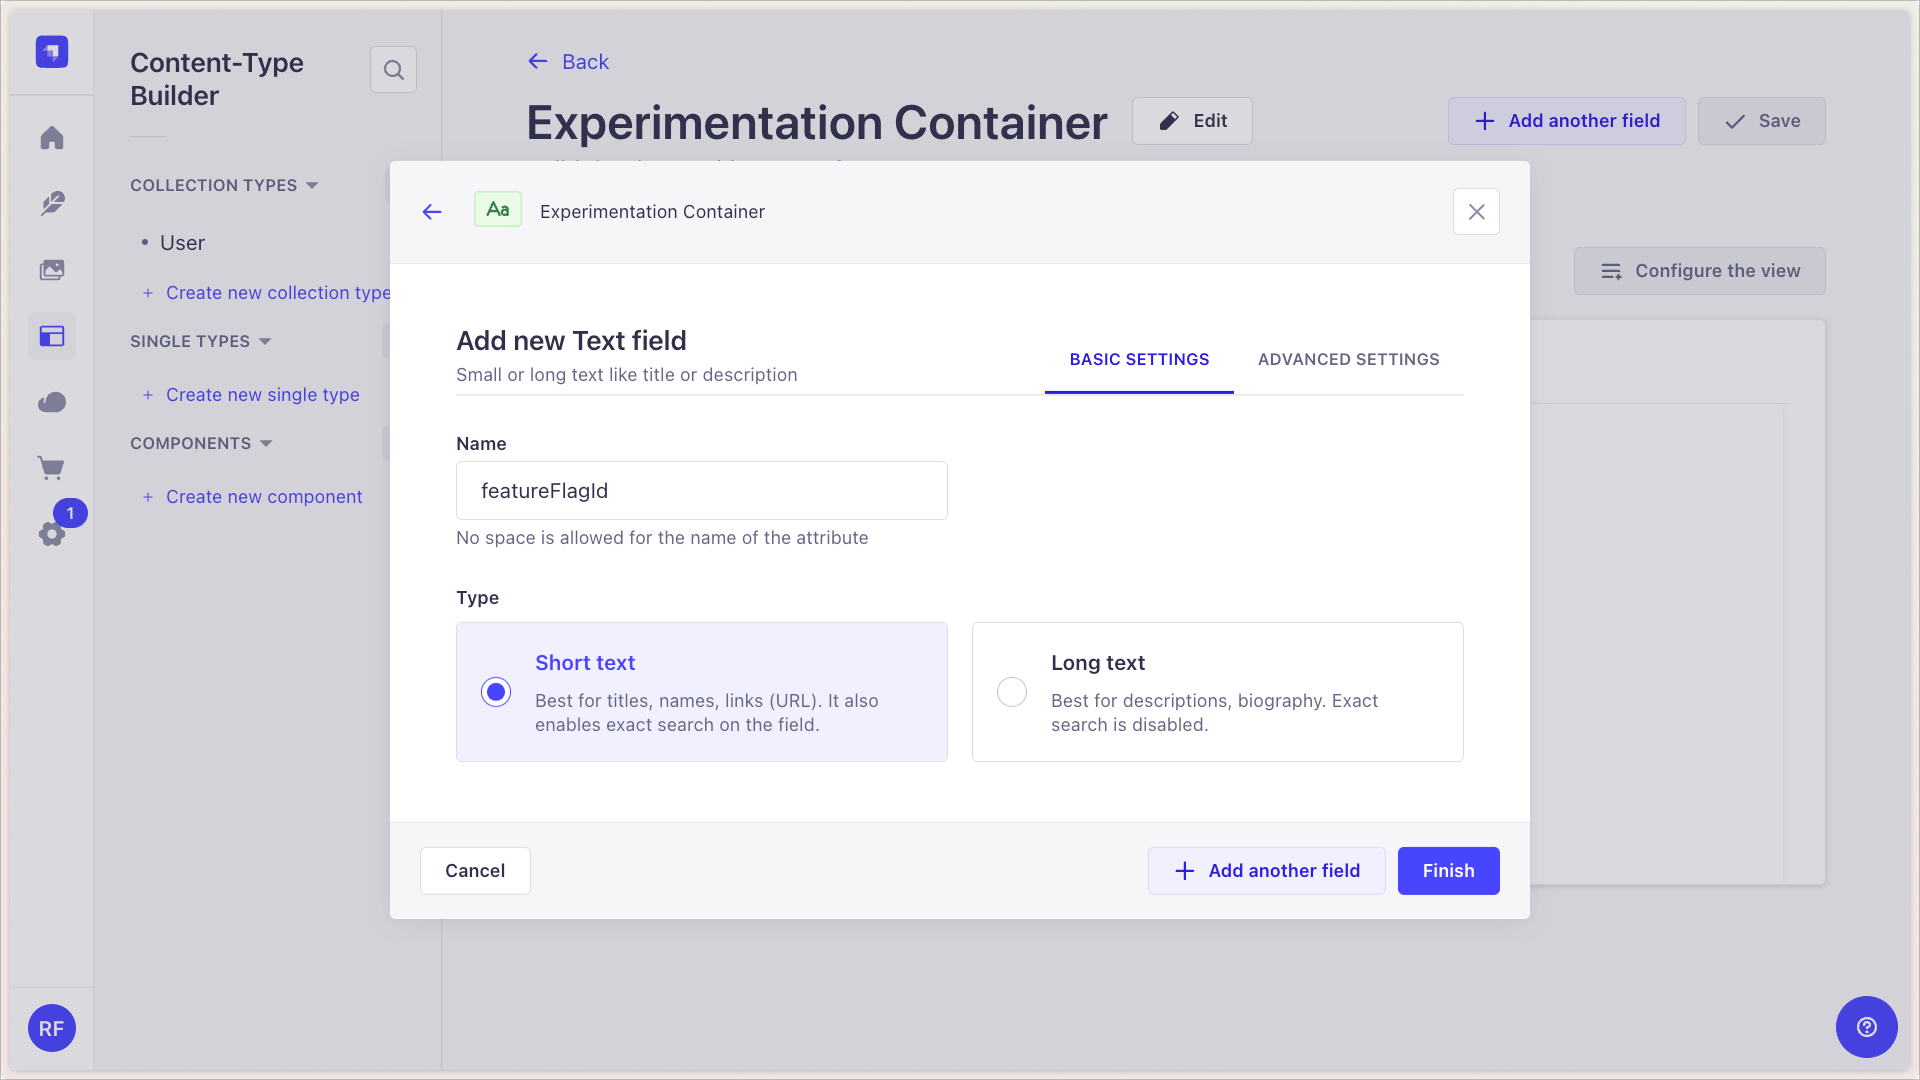 Content-Type
Builder
COLLECTION TYPES
User
+ Create new collection type
SINGLE TYPES
+ Create new single type
COMPONENTS
+ Create new component
1
RF
Back
Experimentation Container
Edit
+ Add another field
Save
Configure the view
Aa
Experimentation Container
Add new Text field
Small or long text like title or description
BASIC SETTINGS
ADVANCED SETTINGS
Name
featureFlagId
No space is allowed for the name of the attribute
Type
Short text
Best for titles, names, links (URL). It also
enables exact search on the field.
Long text
Best for descriptions, biography. Exact
search is disabled.
Cancel
+ Add another field
Finish
?